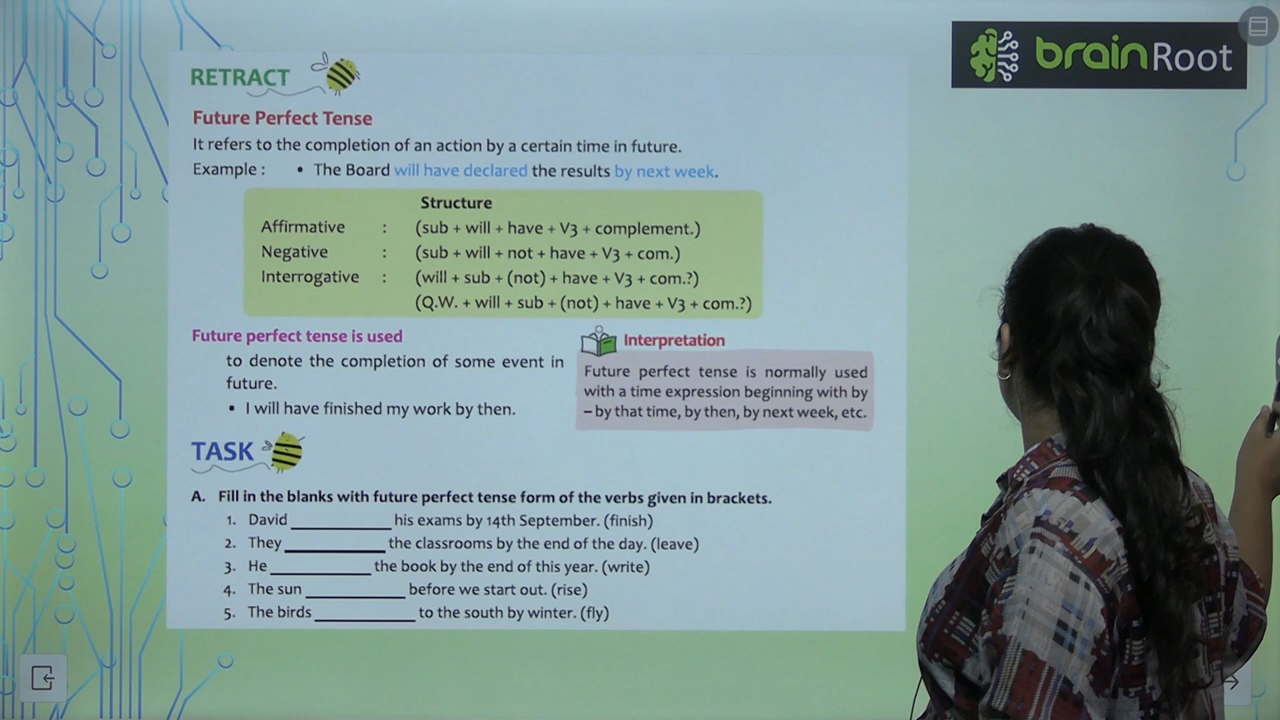 brainRoot
RETRACT
Future Perfect Tense
It refers to the completion of an action by a certain time in future.
Example : • The Board will have declared the results by next week.
Structure
Affirmative : (sub + will + have + V3 + complement.)
Negative : (sub + will + not + have + V3 + com.)
Interrogative : (will + sub + (not) + have + V3 + com.?)
(Q.W. + will + sub + (not) + have + V3 + com.?)
Future perfect tense is used
to denote the completion of some event in
future.
• I will have finished my work by then.
Interpretation
Future perfect tense is normally used
with a time expression beginning with by
– by that time, by then, by next week, etc.
TASK
A. Fill in the blanks with future perfect tense form of the verbs given in brackets.
1. David __________ his exams by 14th September. (finish)
2. They __________ the classrooms by the end of the day. (leave)
3. He __________ the book by the end of this year. (write)
4. The sun __________ before we start out. (rise)
5. The birds __________ to the south by winter. (fly)